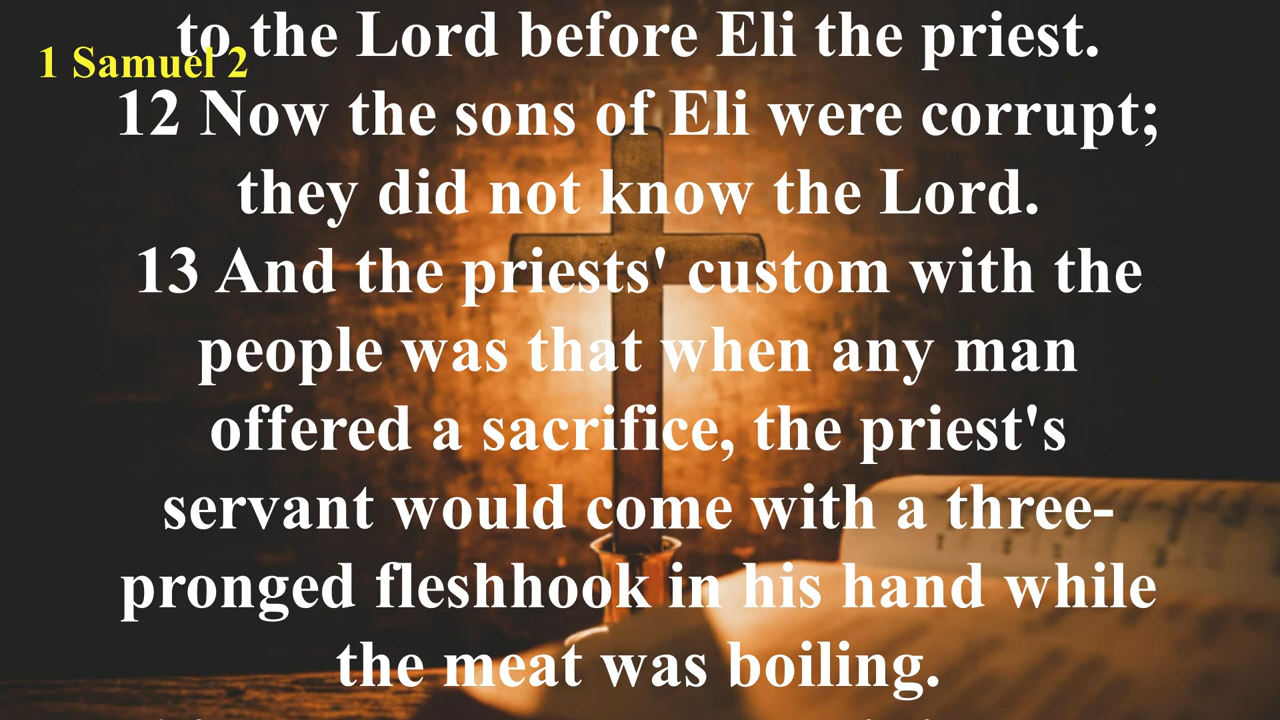 to the Lord before Eli the priest.
1 Samuel 2
12 Now the sons of Eli were corrupt;
they did not know the Lord.
13 And the priests' custom with the
people was that when any man
offered a sacrifice, the priest's
servant would come with a three-
pronged fleshhook in his hand while
the meat was boiling.